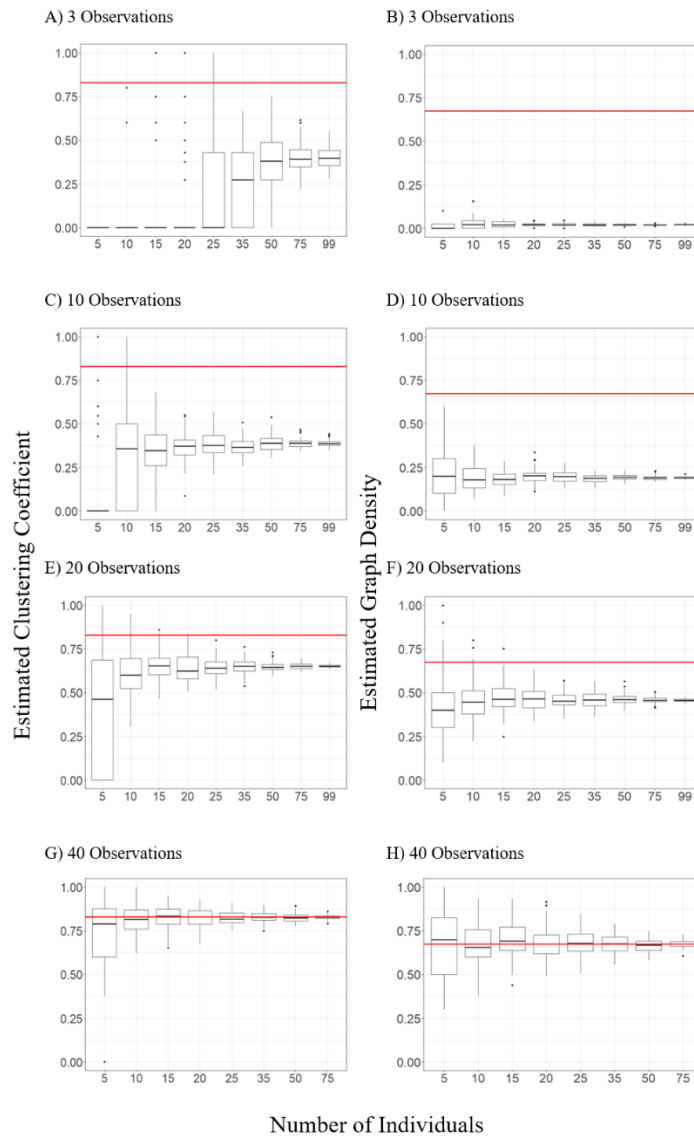 A) 3 Observations
B) 3 Observations
1.00
0.75
0.50
0.25
0.00
5 10 15 20 25 35 50 75 99
1.00
0.75
0.50
0.25
0.00
5 10 15 20 25 35 50 75 99
C) 10 Observations
D) 10 Observations
1.00
0.75
0.50
0.25
0.00
5 10 15 20 25 35 50 75 99
1.00
0.75
0.50
0.25
0.00
5 10 15 20 25 35 50 75 99
Estimated Clustering Coefficient
Estimated Graph Density
E) 20 Observations
F) 20 Observations
1.00
0.75
0.50
0.25
0.00
5 10 15 20 25 35 50 75 99
1.00
0.75
0.50
0.25
0.00
5 10 15 20 25 35 50 75 99
G) 40 Observations
H) 40 Observations
1.00
0.75
0.50
0.25
0.00
5 10 15 20 25 35 50 75
1.00
0.75
0.50
0.25
0.00
5 10 15 20 25 35 50 75
Number of Individuals